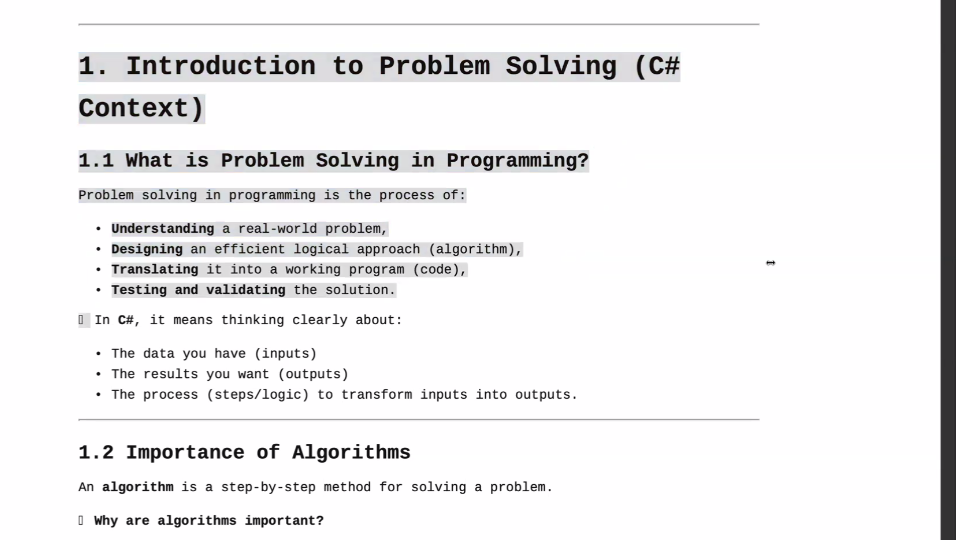 1. Introduction to Problem Solving (C#
Context)
1.1 What is Problem Solving in Programming?
Problem solving in programming is the process of:
• Understanding a real-world problem,
• Designing an efficient logical approach (algorithm),
• Translating it into a working program (code),
• Testing and validating the solution.
In C#, it means thinking clearly about:
• The data you have (inputs)
• The results you want (outputs)
• The process (steps/logic) to transform inputs into outputs.
1.2 Importance of Algorithms
An algorithm is a step-by-step method for solving a problem.
Why are algorithms important?